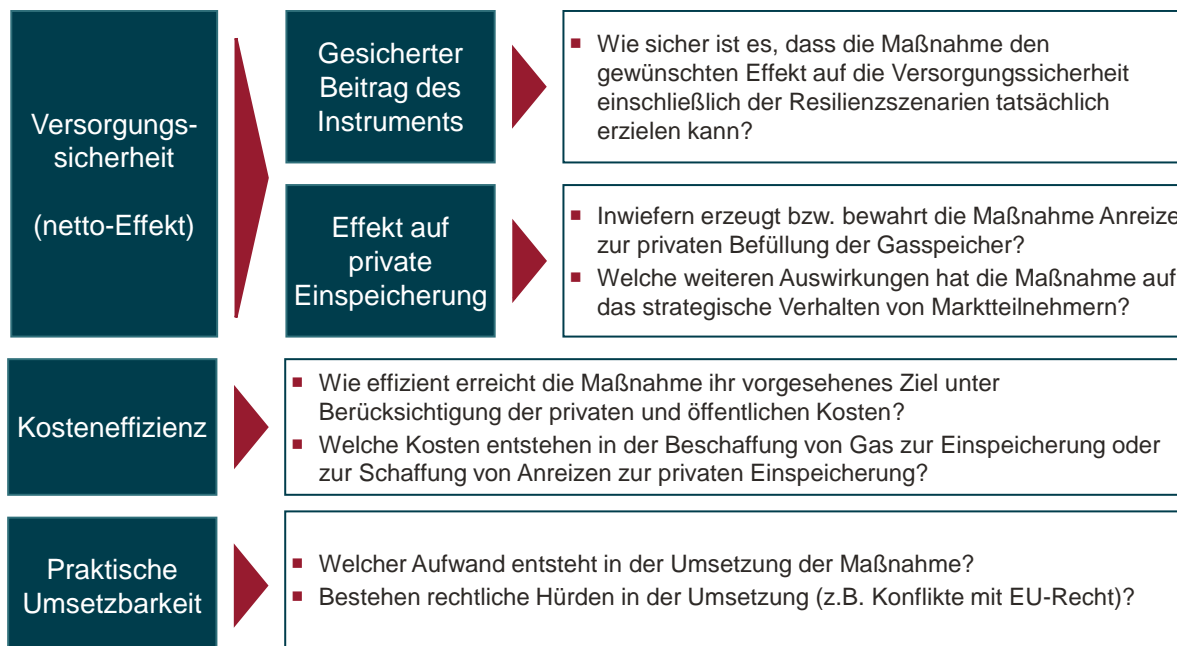 Versorgungs-
sicherheit
(netto-Effekt)
Gesicherter
Beitrag des
Instruments
Wie sicher ist es, dass die Maßnahme den
gewünschten Effekt auf die Versorgungssicherheit
einschließlich der Resilienzszenarien tatsächlich
erzielen kann?
Effekt auf
private
Einspeicherung
Inwiefern erzeugt bzw. bewahrt die Maßnahme Anreize
zur privaten Befüllung der Gasspeicher?
Welche weiteren Auswirkungen hat die Maßnahme auf
das strategische Verhalten von Marktteilnehmern?
Kosteneffizienz
Wie effizient erreicht die Maßnahme ihr vorgesehenes Ziel unter
Berücksichtigung der privaten und öffentlichen Kosten?
Welche Kosten entstehen in der Beschaffung von Gas zur Einspeicherung oder
zur Schaffung von Anreizen zur privaten Einspeicherung?
Praktische
Umsetzbarkeit
Welcher Aufwand entsteht in der Umsetzung der Maßnahme?
Bestehen rechtliche Hürden in der Umsetzung (z.B. Konflikte mit EU-Recht)?